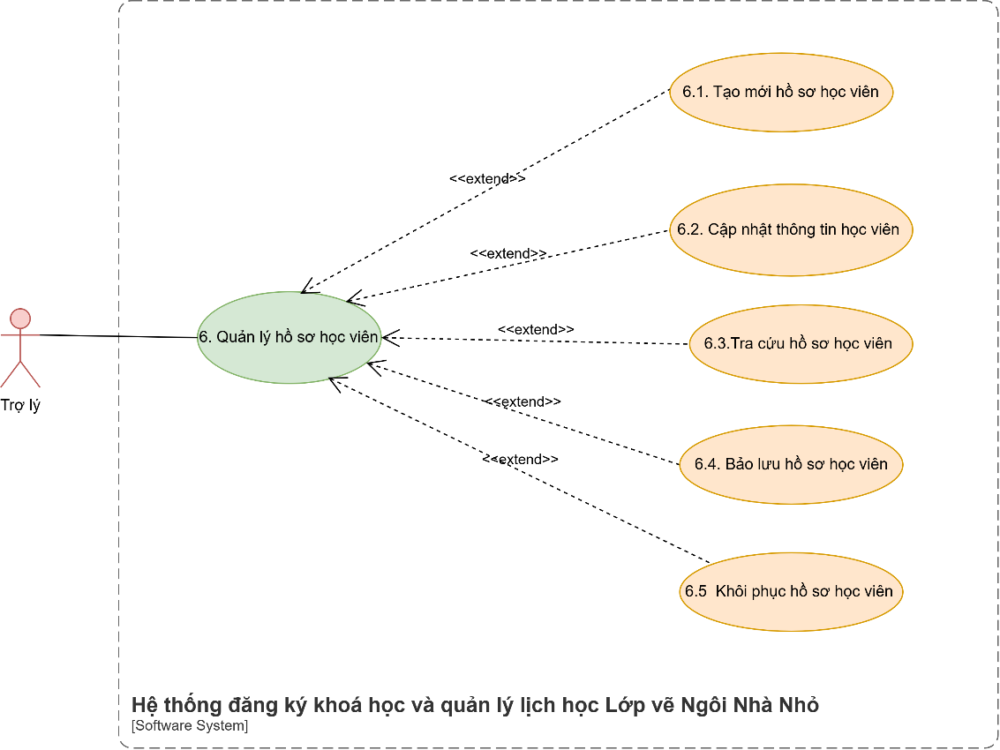 6.1. Tạo mới hồ sơ học viên
<<extend>>
6.2. Cập nhật thông tin học viên
<<extend>>
<<extend>>
6. Quản lý hồ sơ học viên
6.3.Tra cứu hồ sơ học viên
Trợ lý
<<extend>>
<<extend>>
6.4. Bảo lưu hồ sơ học viên
6.5  Khôi phục hồ sơ học viên
Hệ thống đăng ký khoá học và quản lý lịch học Lớp vẽ Ngôi Nhà Nhỏ
[Software System]